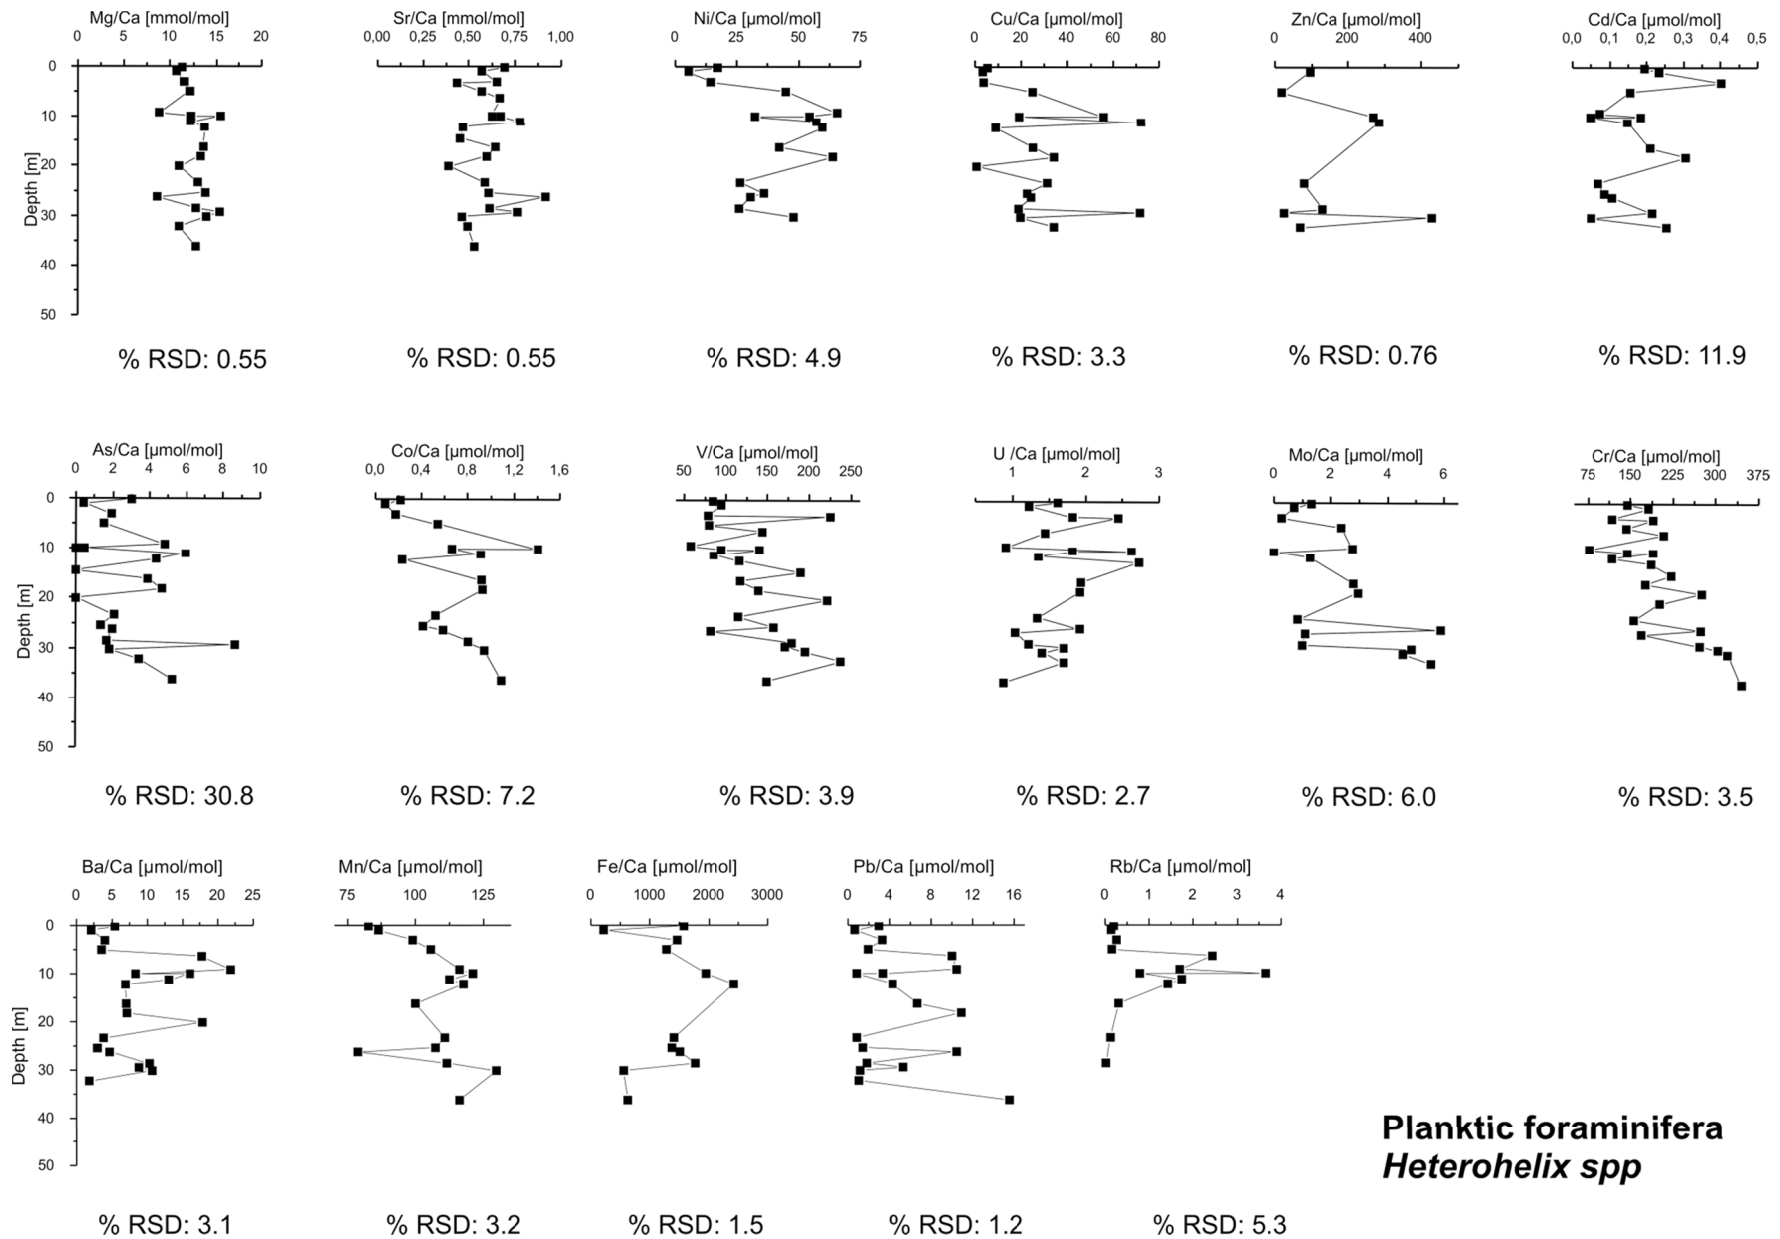 Mg/Ca [mmol/mol] Sr/Ca [mmol/mol] Ni/Ca [µmol/mol] Cu/Ca [µmol/mol] Zn/Ca [µmol/mol] Cd/Ca [µmol/mol]
0 5 10 15 20 0,00 0,25 0,50 0,75 1,00 0 25 50 75 0 20 40 60 80 0 200 400 0,0 0,1 0,2 0,3 0,4 0,5
0
10
20
30
40
50
Depth [m]
% RSD: 0.55 % RSD: 0.55 % RSD: 4.9 % RSD: 3.3 % RSD: 0.76 % RSD: 11.9
As/Ca [µmol/mol] Co/Ca [µmol/mol] V/Ca [µmol/mol] U /Ca [µmol/mol] Mo/Ca [µmol/mol] Cr/Ca [µmol/mol]
0 2 4 6 8 10 0,0 0,4 0,8 1,2 1,6 50 100 150 200 250 1 2 3 0 2 4 6 75 150 225 300 375
0
10
20
30
40
50
Depth [m]
% RSD: 30.8 % RSD: 7.2 % RSD: 3.9 % RSD: 2.7 % RSD: 6.0 % RSD: 3.5
Ba/Ca [µmol/mol] Mn/Ca [µmol/mol] Fe/Ca [µmol/mol] Pb/Ca [µmol/mol] Rb/Ca [µmol/mol]
0 5 10 15 20 25 75 100 125 0 1000 2000 3000 0 4 8 12 16 0 1 2 3 4
0
10
20
30
40
50
Depth [m]
Planktic foraminifera
Heterohelix spp
% RSD: 3.1 % RSD: 3.2 % RSD: 1.5 % RSD: 1.2 % RSD: 5.3